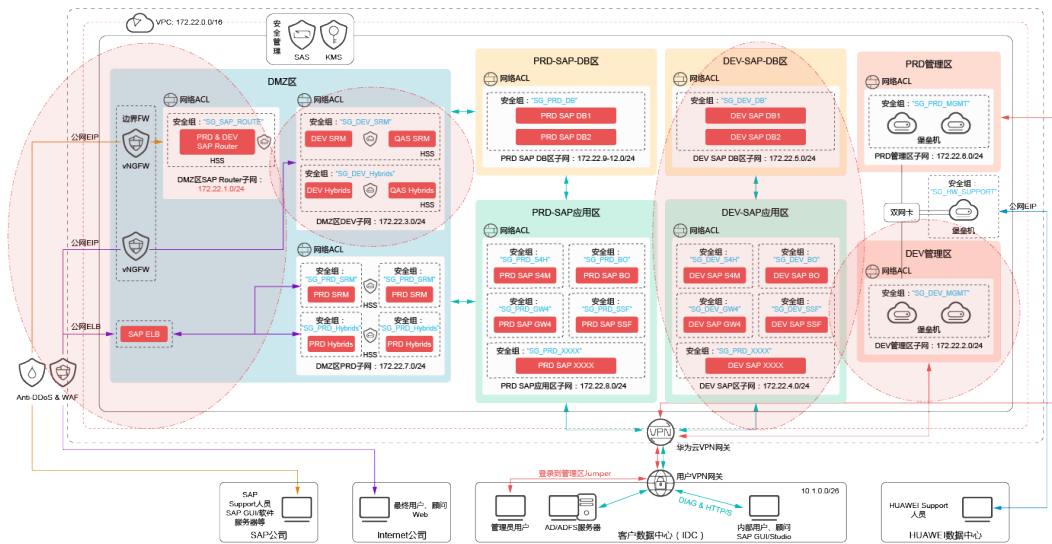 VPC: 172.22.0.0/16
安全管理
SAS
KMS
DMZ区
边界FW
vNGFW
vNGFW
SAP ELB
公网EIP
公网EIP
公网ELB
网络ACL
安全组："SG_SAP_ROUTE"
PRD & DEV
SAP Router
HSS
DMZ区SAP Router子网：
172.22.1.0/24
网络ACL
安全组："SG_DEV_SRM"
DEV SRM
QAS SRM
HSS
安全组："SG_DEV_Hybrids"
DEV Hybrids
QAS Hybrids
HSS
DMZ区DEV子网：172.22.3.0/24
网络ACL
安全组：
"SG_PRD_SRM"
PRD SRM
HSS
安全组：
"SG_PRD_SRM"
PRD SRM
安全组：
"SG_PRD_Hybrids"
PRD Hybrids
HSS
安全组：
"SG_PRD_Hybrids"
PRD Hybrids
DMZ区PRD子网：172.22.7.0/24
PRD-SAP-DB区
网络ACL
安全组："SG_PRD_DB"
PRD SAP DB1
PRD SAP DB2
PRD SAP DB区子网：172.22.9-12.0/24
DEV-SAP-DB区
网络ACL
安全组："SG_DEV_DB"
DEV SAP DB1
DEV SAP DB2
DEV SAP DB区子网：172.22.5.0/24
PRD-SAP应用区
网络ACL
安全组：
"SG_PRD_S4H"
PRD SAP S4M
安全组：
"SG_PRD_BO"
PRD SAP BO
安全组：
"SG_PRD_GW4"
PRD SAP GW4
安全组：
"SG_PRD_SSF"
PRD SAP SSF
安全组："SG_PRD_XXXX"
PRD SAP XXXX
PRD SAP应用区子网：172.22.8.0/24
DEV-SAP应用区
网络ACL
安全组：
"SG_DEV_S4H"
DEV SAP S4M
安全组：
"SG_DEV_BO"
DEV SAP BO
安全组：
"SG_DEV_GW4"
DEV SAP GW4
安全组：
"SG_DEV_SSF"
DEV SAP SSF
安全组："SG_PRD_XXXX"
DEV SAP XXXX
DEV SAP区子网：172.22.4.0/24
PRD管理区
网络ACL
安全组："SG_PRD_MGMT"
堡垒机
PRD管理区子网：172.22.6.0/24
安全组：
"SG_HW_SUPPORT"
双网卡
堡垒机
公网EIP
DEV管理区
网络ACL
安全组："SG_DEV_MGMT"
堡垒机
DEV管理区子网：172.22.2.0/24
Anti-DDoS & WAF
VPN
华为云VPN网关
用户VPN网关
登录到管理区Jumper
DIAG & HTTP/S
10.1.0.0/26
SAP
Support人员
SAP GUI/软件
服务器等
SAP公司
最终用户、顾问
Web
Internet公司
管理员用户
AD/ADFS服务器
内部用户、顾问
SAP GUI/Studio
客户数据中心（IDC）
HUAWEI Support
人员
HUAWEI数据中心